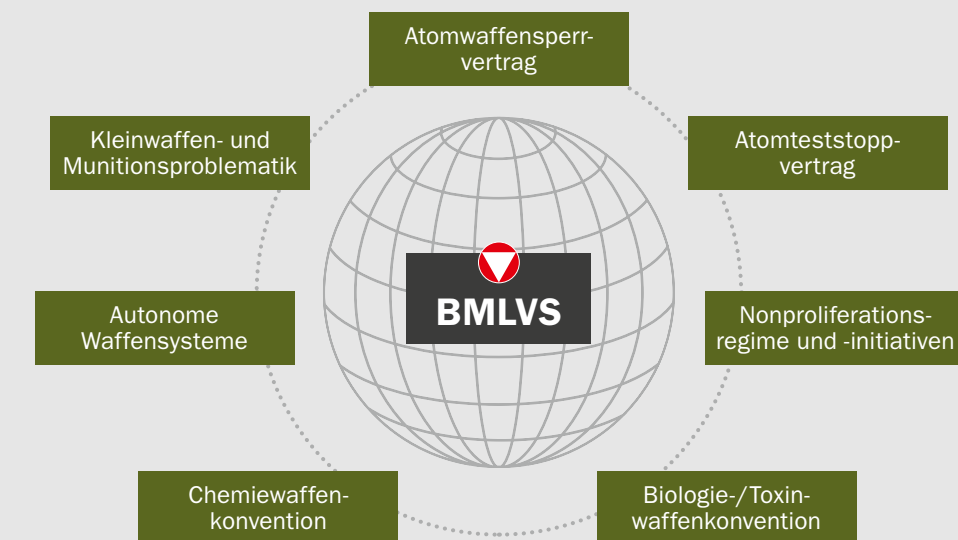 Atomwaffensperr-
vertrag
Kleinwaffen- und
Munitionsproblematik
Atomteststopp-
vertrag
BMLVS
Autonome
Waffensysteme
Nonproliferations-
regime und -initiativen
Chemiewaffen-
konvention
Biologie-/Toxin-
waffenkonvention